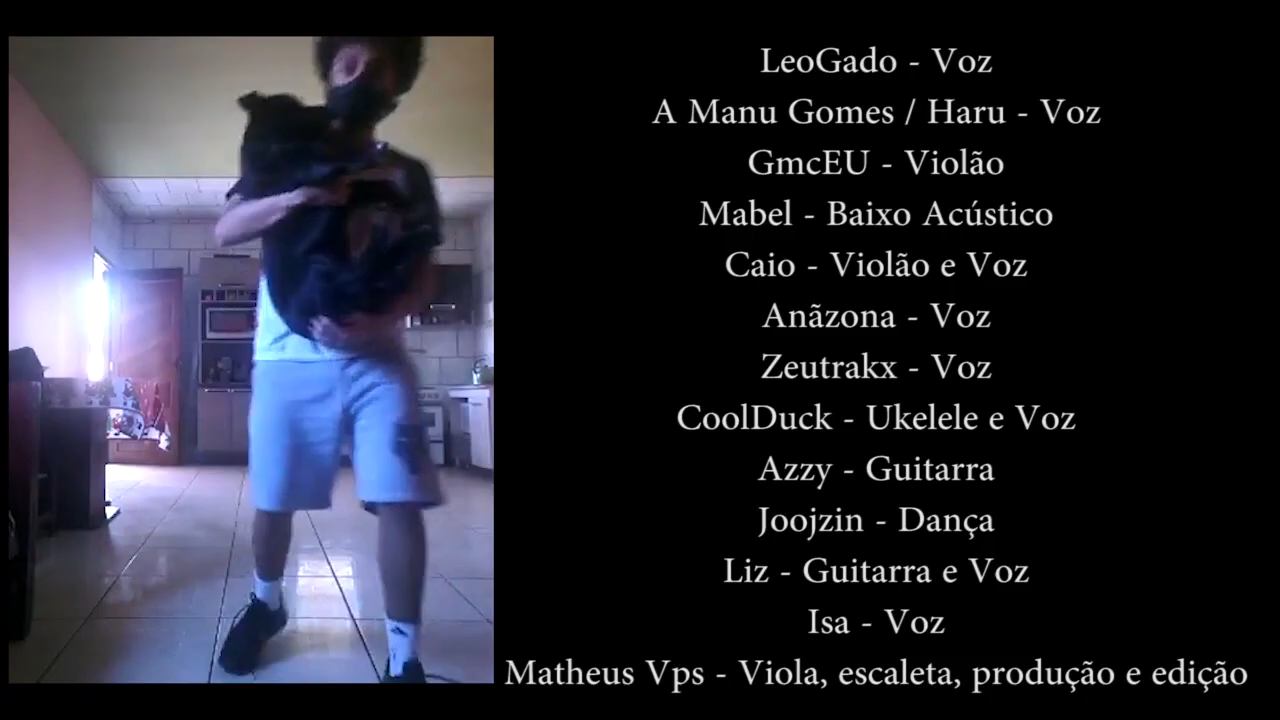 LeoGado - Voz
A Manu Gomes / Haru - Voz
GmcEU - Violão
Mabel - Baixo Acústico
Caio - Violão e Voz
Anãzona - Voz
Zeutrakx - Voz
CoolDuck - Ukelele e Voz
Azzy - Guitarra
Joojzin - Dança
Liz - Guitarra e Voz
Isa - Voz
Matheus Vps - Viola, escaleta, produção e edição